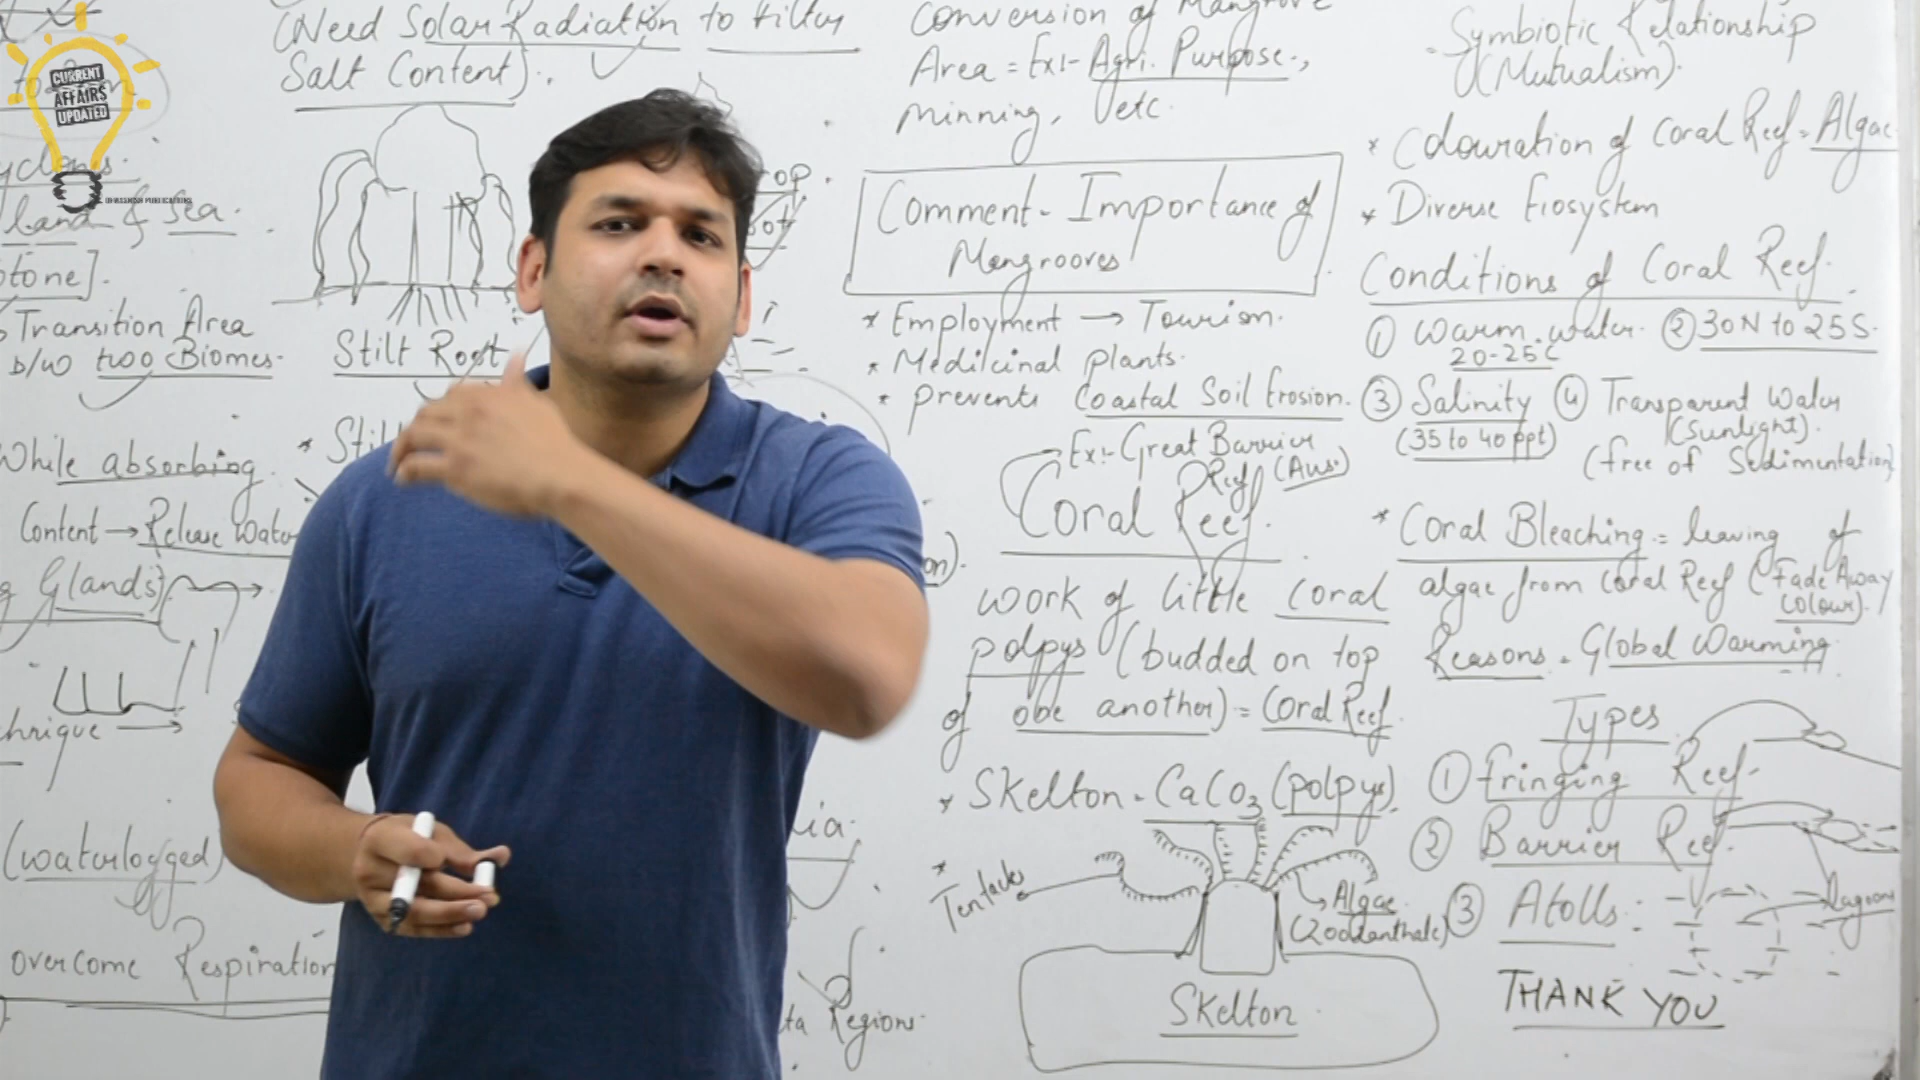 CURRENT
AFFAIRS
UPDATED
land & Sea.
Transition Area
b/w two Biomes.
While absorbing
Content → Release Water
Glands
(waterlogged)
overcome Respiration
(Need Solar Radiation to filter
Salt Content).
Stilt Root
Conversion of Mangrove
Area = Ex:- Agri. Purpose.,
Minning, etc.
Comment - Importance of
Mangrooves
* Employment → Tourism.
* Medicinal plants.
* prevents Coastal Soil Erosion.
Ex:- Great Barrier
Reef (Aus.)
Coral Reef.
work of little coral
polpys (budded on top
of obe another) = Coral Reef.
* Skelton - CaCO3 (polpys).
*
Tentacles
Algae.
Skelton
Regions.
Symbiotic Relationship
(Mutualism).
* Colouration of Coral Reef = Algae
* Diverse Eiosystem
Conditions of Coral Reef.
① Warm water. ② 30N to 25S.
20-25C
③ Salinity ④ Transparent Water
(35 to 40 ppt) (Sunlight).
(free of Sedimentation)
* Coral Bleaching = leaving of
algae from Coral Reef (Fade Away
Colour).
Reasons - Global Warming
Types
① Fringing Reef.
② Barrier Reef.
③ Atolls:
Lagoon
THANK YOU